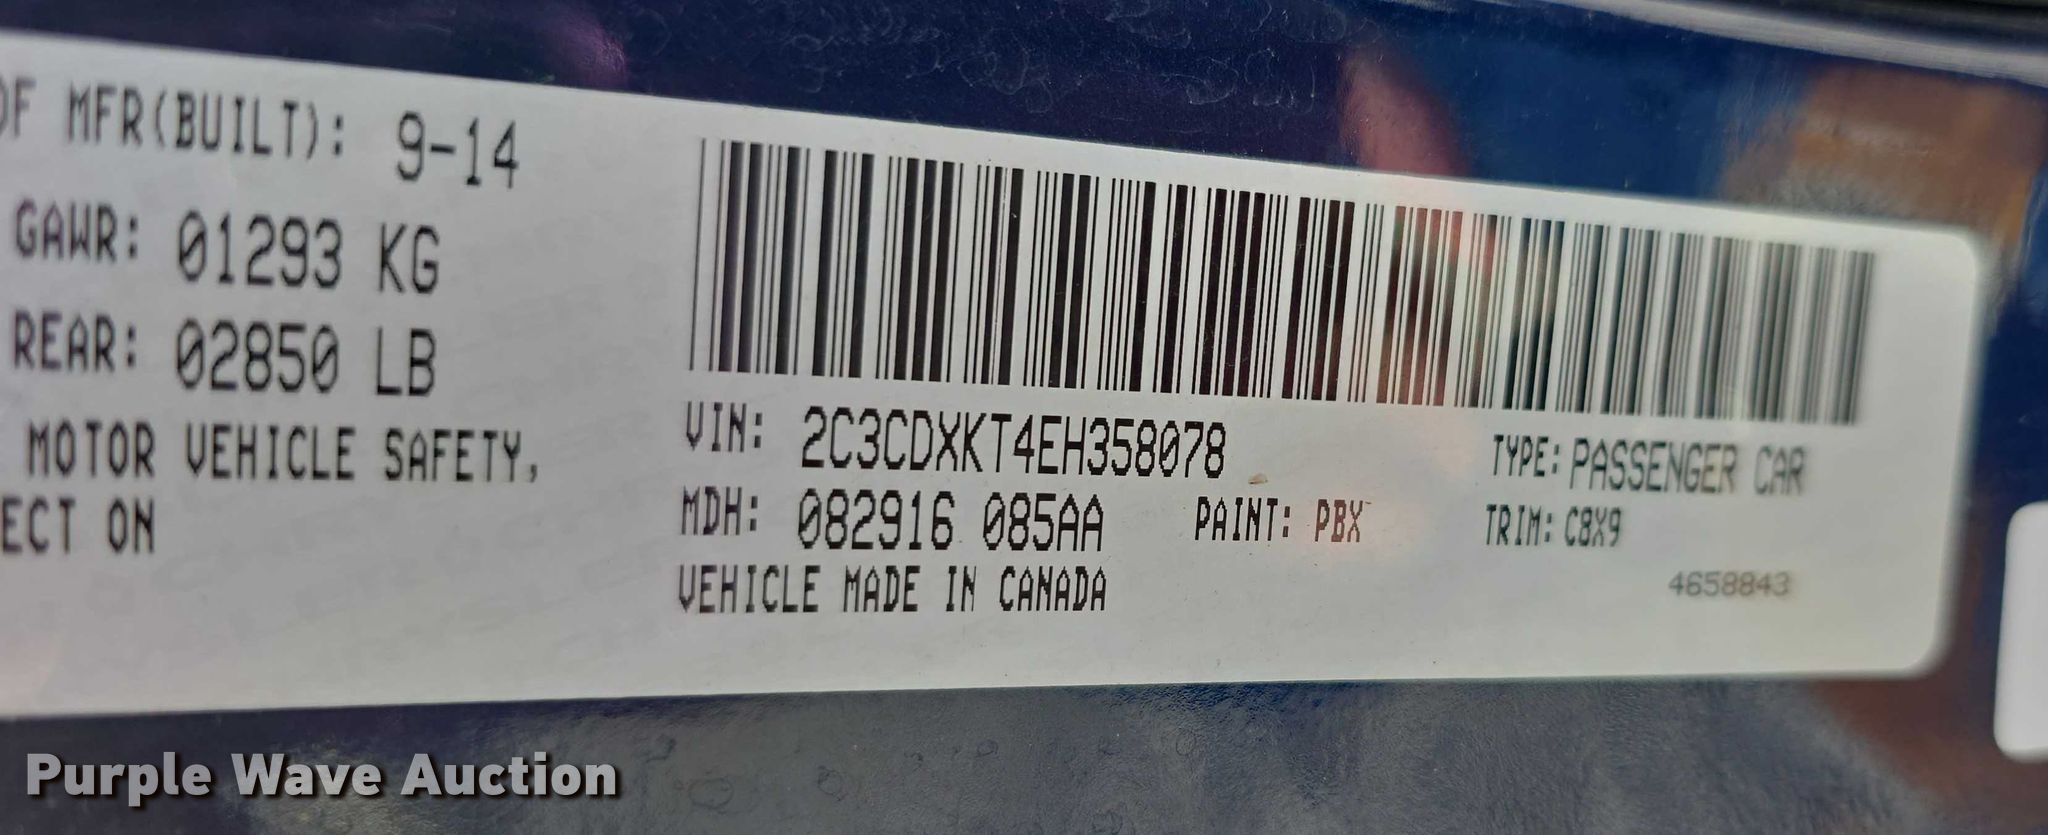 OF MFR(BUILT): 9-14
GAWR: 01293 KG
REAR: 02850 LB
MOTOR VEHICLE SAFETY,
ECT ON
VIN: 2C3CDXKT4EH358078
TYPE: PASSENGER CAR
MDH: 082916 085AA
PAINT: PBX
TRIM: C8X9
VEHICLE MADE IN CANADA
4658843
Purple Wave Auction